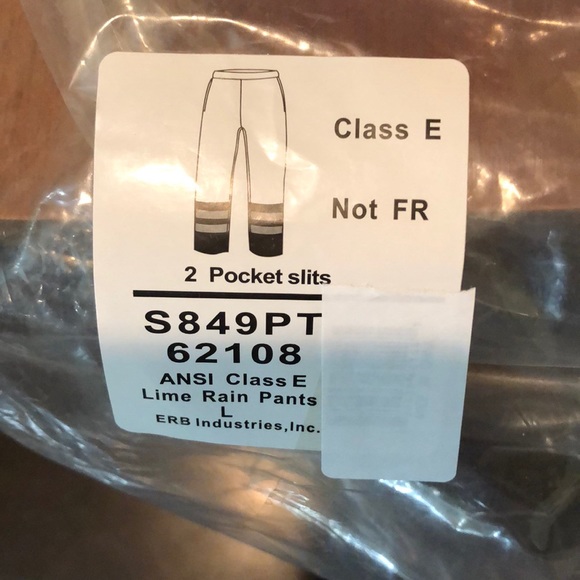 Class E
Not FR
2 Pocket slits
S849PT
62108
ANSI Class E
Lime Rain Pants
L
ERB Industries,Inc.